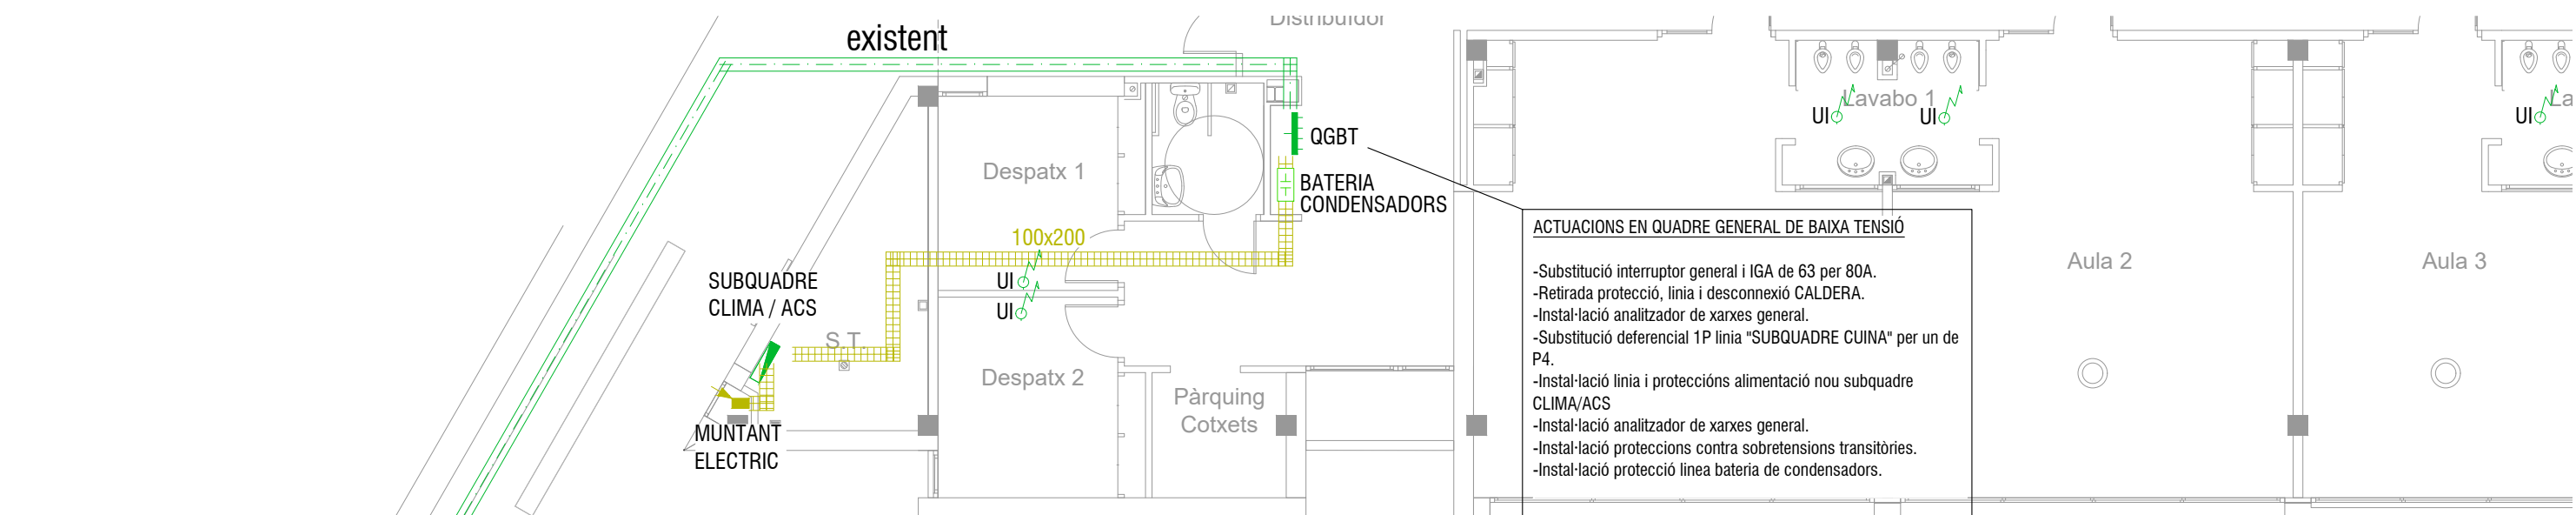 Distribuïdor
existent
Lavabo 1
La
UI
UI
UI
QGBT
Despatx 1
BATERIA
CONDENSADORS
100x200
ACTUACIONS EN QUADRE GENERAL DE BAIXA TENSIÓ
-Substitució interruptor general i IGA de 63 per 80A.
-Retirada protecció, linia i desconnexió CALDERA.
-Instal·lació analitzador de xarxes general.
-Substitució deferencial 1P linia "SUBQUADRE CUINA" per un de
P4.
-Instal·lació linia i proteccións alimentació nou subquadre
CLIMA/ACS
-Instal·lació analitzador de xarxes general.
-Instal·lació proteccions contra sobretensions transitòries.
-Instal·lació protecció linea bateria de condensadors.
Aula 2
Aula 3
SUBQUADRE
CLIMA / ACS
UI
UI
S.T.
Despatx 2
Pàrquing
Cotxets
MUNTANT
ELECTRIC